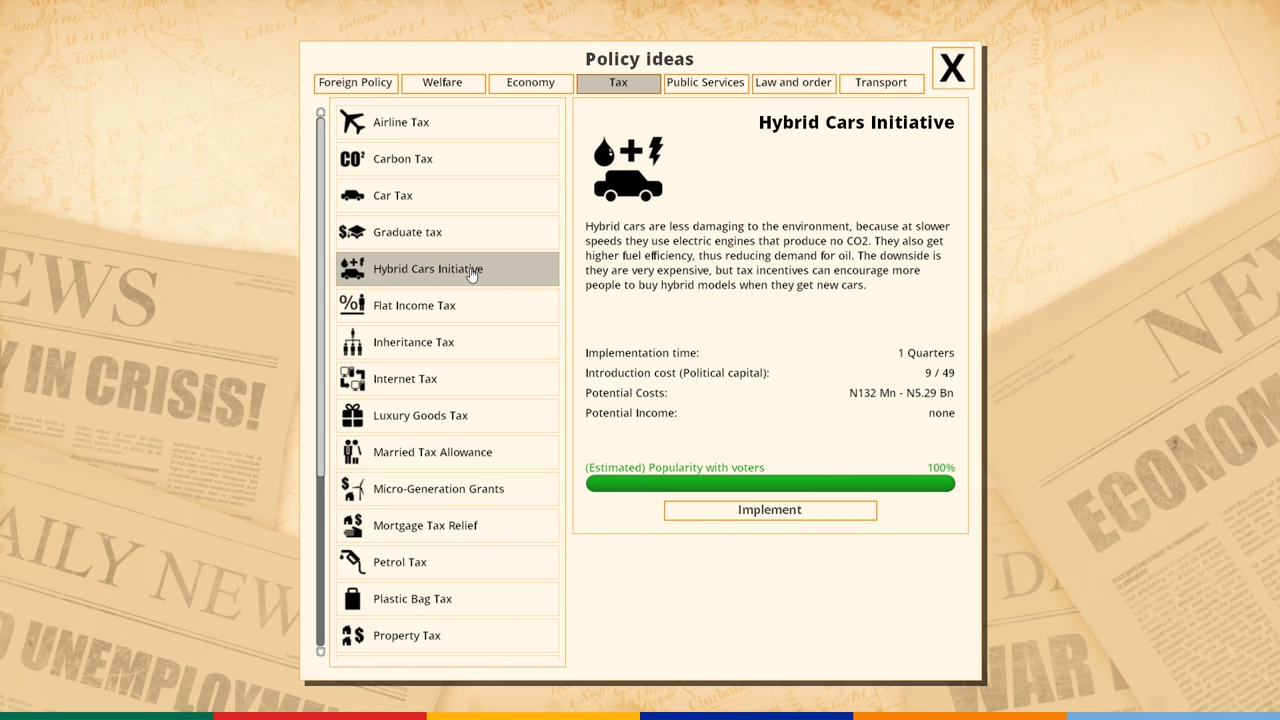 Policy ideas
X
Foreign Policy
Welfare
Economy
Tax
Public Services
Law and order
Transport
Airline Tax
CO² Carbon Tax
Car Tax
Graduate tax
Hybrid Cars Initiative
Flat Income Tax
Inheritance Tax
Internet Tax
Luxury Goods Tax
Married Tax Allowance
Micro-Generation Grants
Mortgage Tax Relief
Petrol Tax
Plastic Bag Tax
Property Tax
Hybrid Cars Initiative
Hybrid cars are less damaging to the environment, because at slower
speeds they use electric engines that produce no CO2. They also get
higher fuel efficiency, thus reducing demand for oil. The downside is
they are very expensive, but tax incentives can encourage more
people to buy hybrid models when they get new cars.
Implementation time: 1 Quarters
Introduction cost (Political capital): 9 / 49
Potential Costs: N132 Mn - N5.29 Bn
Potential Income: none
(Estimated) Popularity with voters 100%
Implement
EWS
Y IN CRISIS!
AILY NEW
UNEMPLOYM
NE
ECONOM
DA
WAR